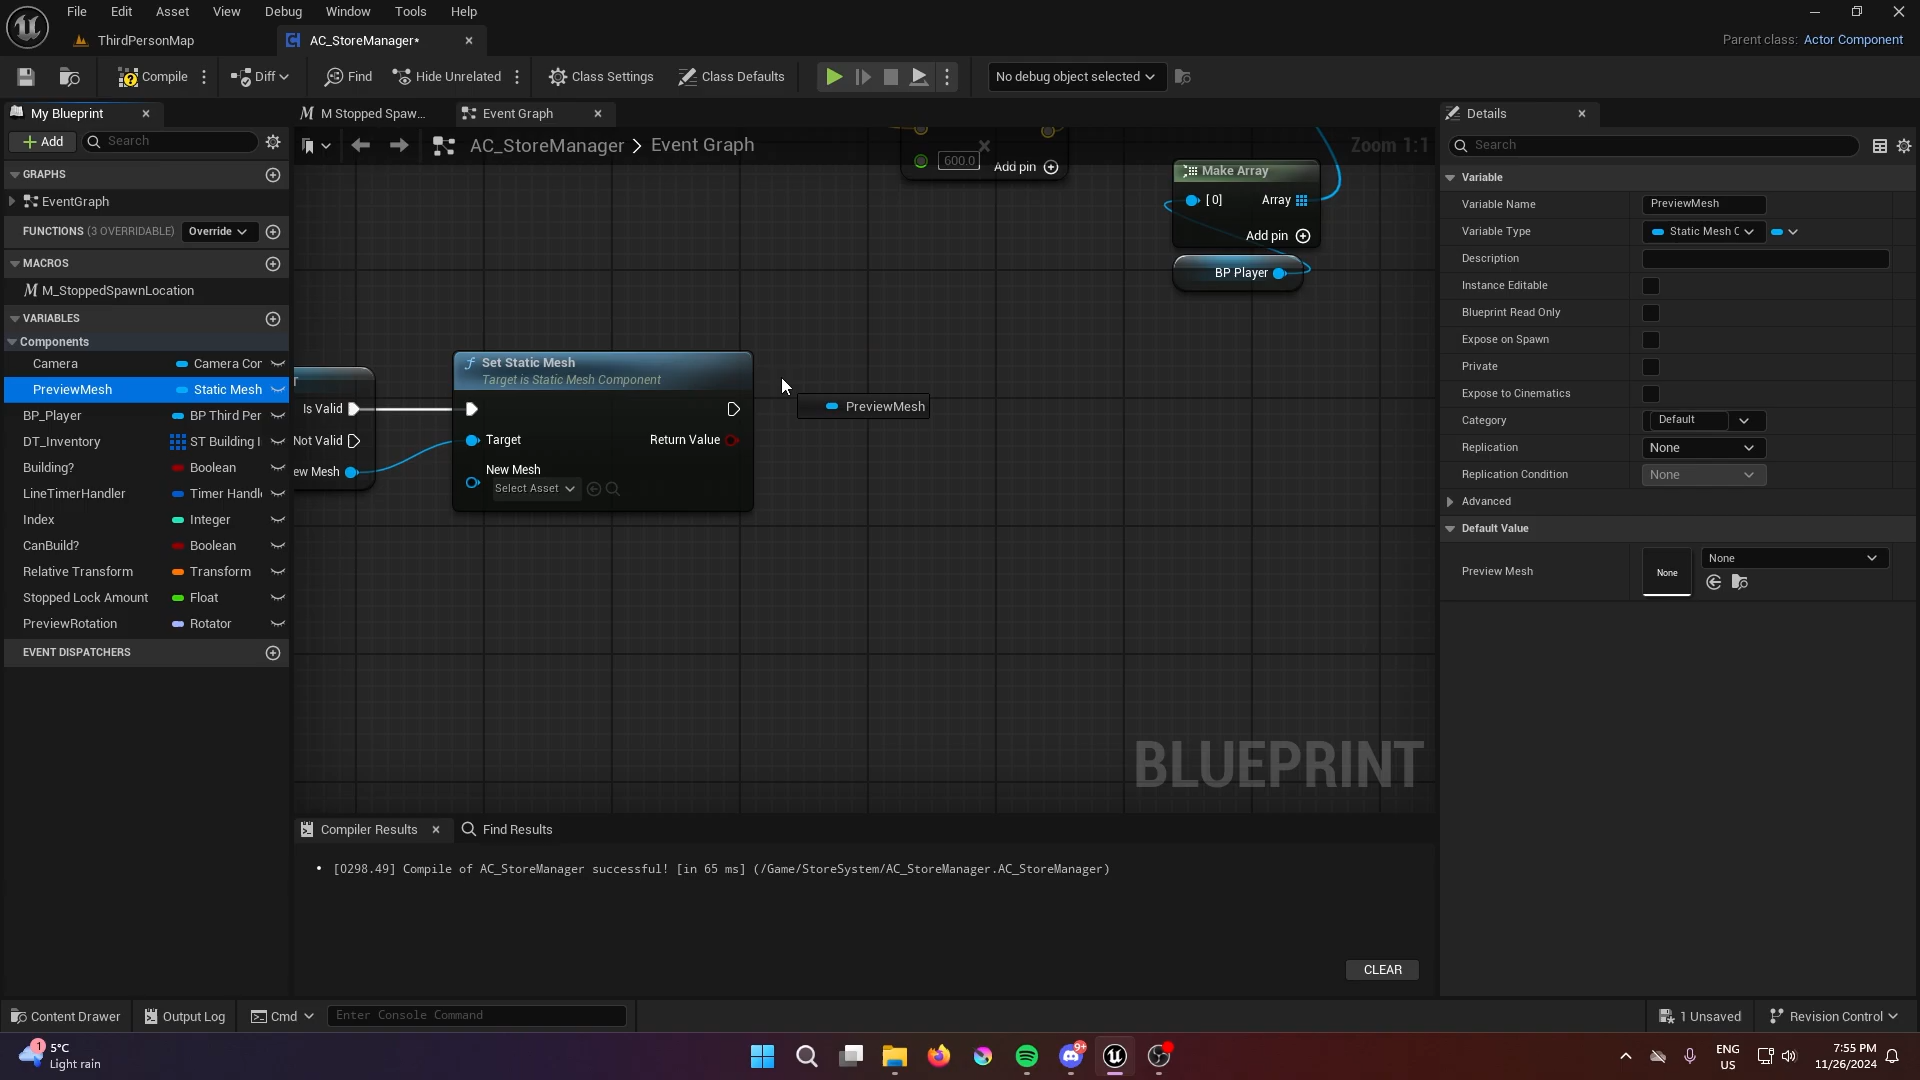 File Edit Asset View Debug Window Tools Help
ThirdPersonMap
AC_StoreManager*
Parent class: Actor Component
Compile
Diff
Find
Hide Unrelated
Class Settings
Class Defaults
No debug object selected
My Blueprint
M Stopped Spaw...
Event Graph
Details
Add
Search
AC_StoreManager > Event Graph
Zoom 1:1
Search
GRAPHS
EventGraph
FUNCTIONS (3 OVERRIDABLE) Override
MACROS
M_StoppedSpawnLocation
VARIABLES
Components
Camera Camera Cor
PreviewMesh Static Mesh
BP_Player BP Third Per
DT_Inventory ST Building I
Building? Boolean
LineTimerHandler Timer Handl
Index Integer
CanBuild? Boolean
Relative Transform Transform
Stopped Lock Amount Float
PreviewRotation Rotator
EVENT DISPATCHERS
600.0 Add pin
Make Array
[ 0] Array
Add pin
BP Player
Is Valid
Not Valid
ew Mesh
Set Static Mesh
Target is Static Mesh Component
Target
Return Value
New Mesh
Select Asset
PreviewMesh
BLUEPRINT
Variable
Variable Name PreviewMesh
Variable Type Static Mesh C
Description
Instance Editable
Blueprint Read Only
Expose on Spawn
Private
Expose to Cinematics
Category Default
Replication None
Replication Condition None
Advanced
Default Value
Preview Mesh None None
Compiler Results
Find Results
• [0298.49] Compile of AC_StoreManager successful! [in 65 ms] (/Game/StoreSystem/AC_StoreManager.AC_StoreManager)
CLEAR
Content Drawer
Output Log
Cmd
Enter Console Command
1 Unsaved
Revision Control
1
5°C
Light rain
9+
ENG
US
7:55 PM
11/26/2024